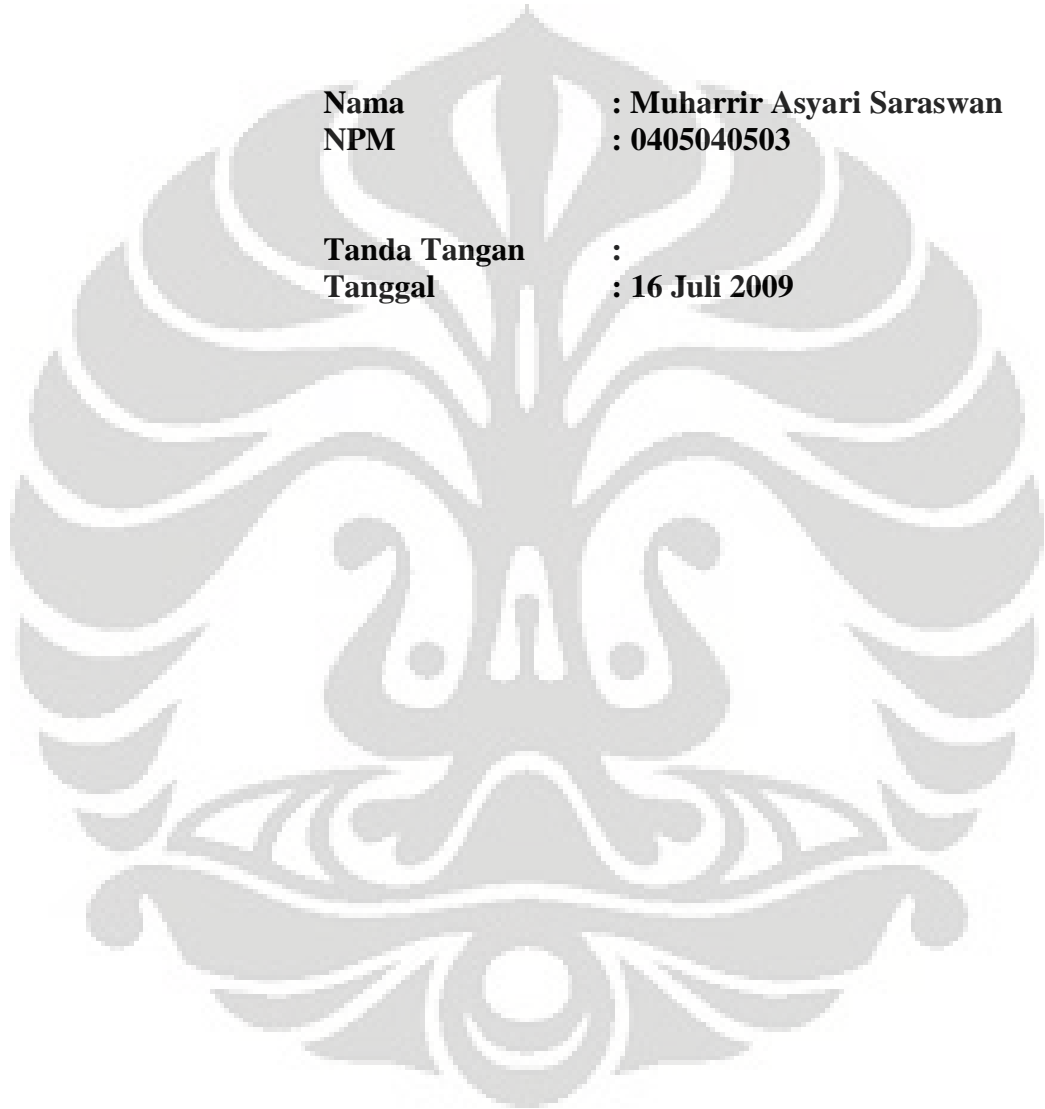 Nama : Muharrir Asyari Saraswan
NPM : 0405040503
Tanda Tangan :
Tanggal : 16 Juli 2009